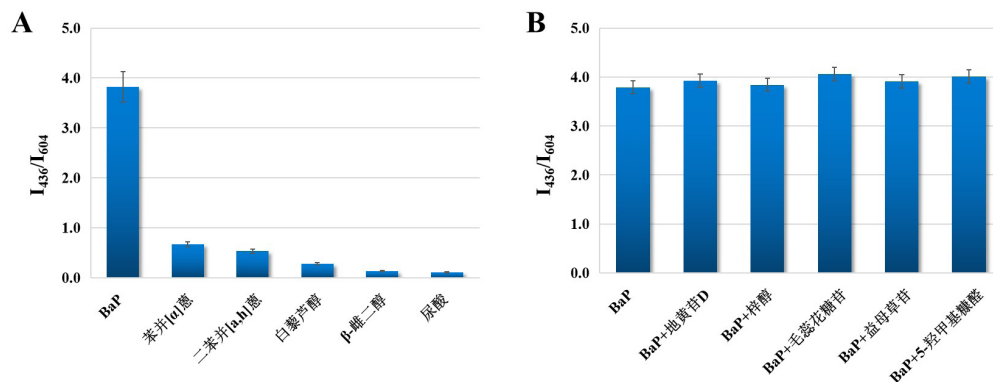 A
I436/I604
5.0
4.0
3.0
2.0
1.0
0.0
BaP
苯并[α]蒽
二苯并[a,h]蒽
白藜芦醇
β-雌二醇
尿酸
B
I436/I604
5.0
4.0
3.0
2.0
1.0
0.0
BaP
BaP+地黄苷D
BaP+梓醇
BaP+毛蕊花糖苷
BaP+益母草苷
BaP+5-羟甲基糠醛